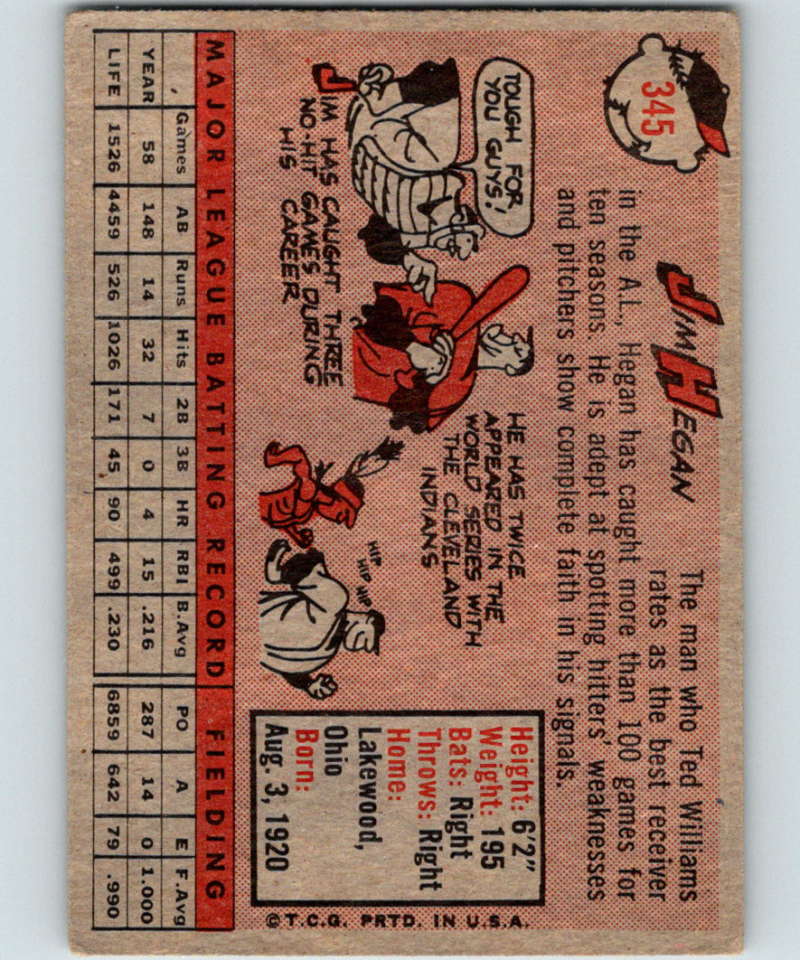 345
JIM HEGAN
The man who Ted Williams
rates as the best receiver
in the A.L., Hegan has caught more than 100 games for
ten seasons. He is adept at spotting hitters' weaknesses
and pitchers show complete faith in his signals.
TOUGH FOR
YOU GUYS!
JIM HAS CAUGHT THREE
NO-HIT GAMES DURING
HIS CAREER
HE HAS TWICE
APPEARED IN THE
WORLD SERIES WITH
THE CLEVELAND
INDIANS
HIP
HIP HIP
Height: 6'2"
Weight: 195
Bats: Right
Throws: Right
Home:
Lakewood,
Ohio
Born:
Aug. 3, 1920
©T.C.G. PRTD. IN U.S.A.
MAJOR LEAGUE BATTING RECORD FIELDING
Games AB Runs Hits 2B 3B HR RBI B.Avg PO A E F.Avg
YEAR 58 148 14 32 7 0 4 15 .216 287 14 0 1.000
LIFE 1526 4459 526 1026 171 45 90 499 .230 6859 642 79 .990